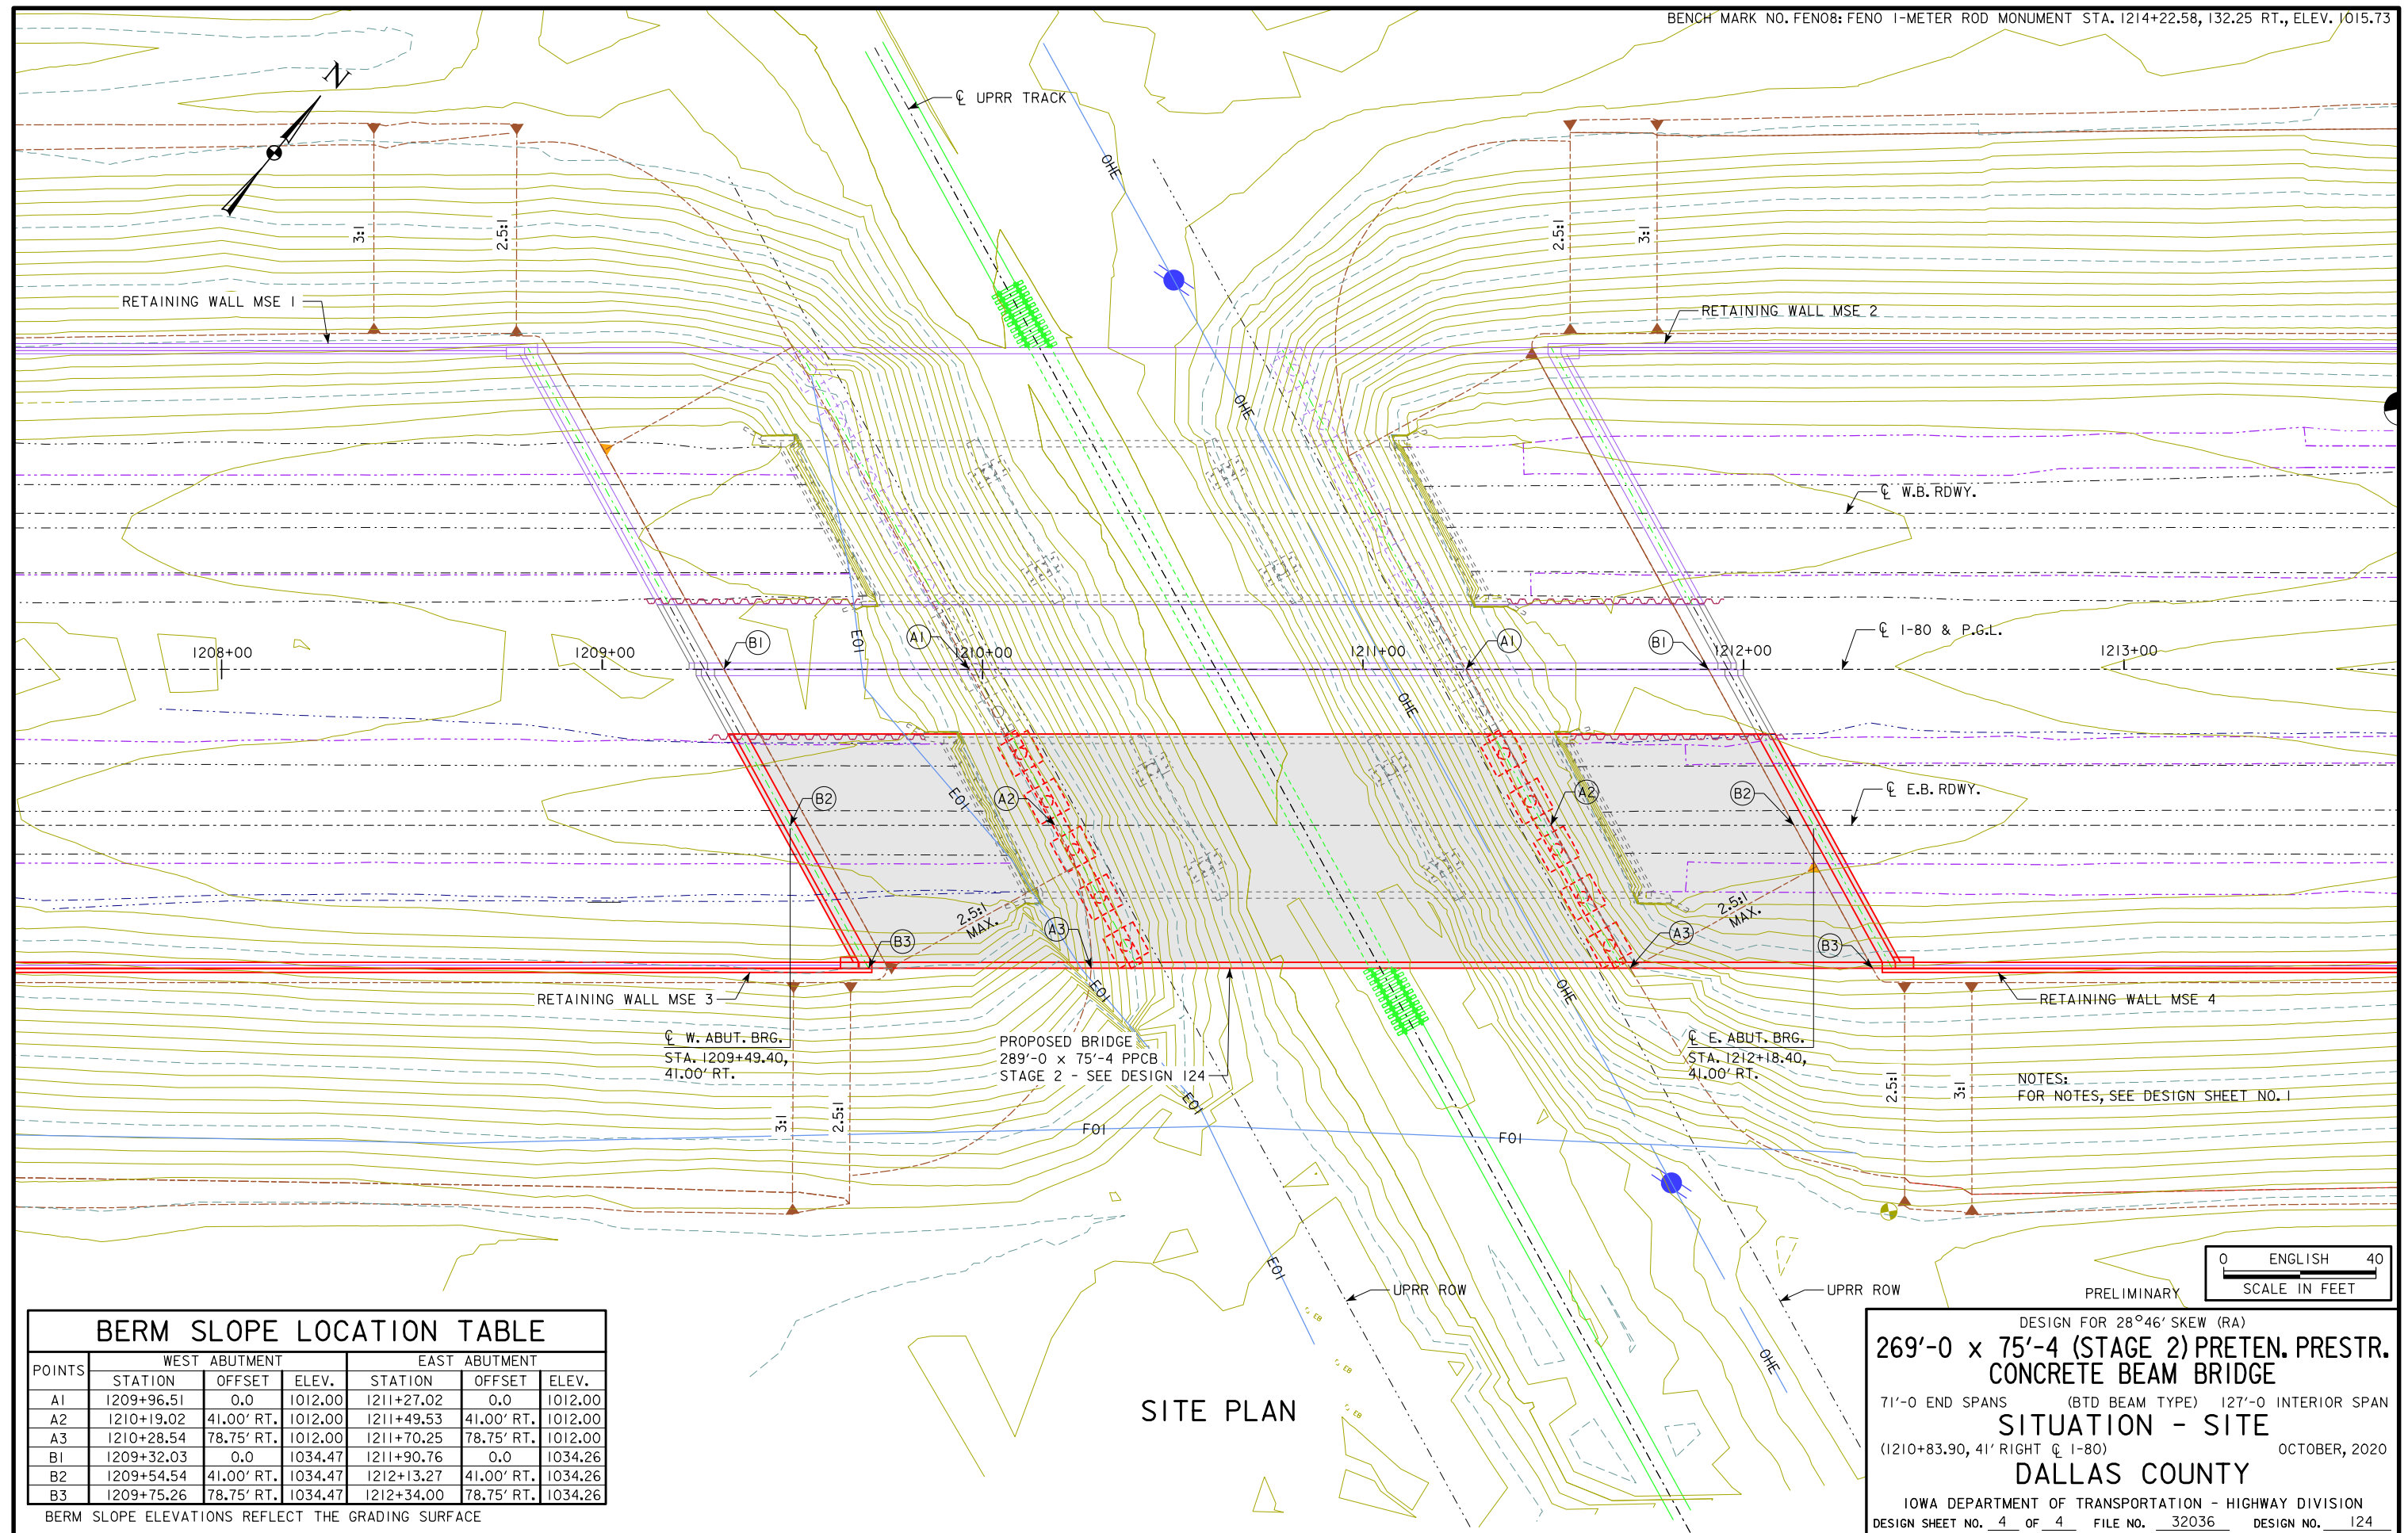 BENCH MARK NO. FENO8: FENO 1-METER ROD MONUMENT STA. 1214+22.58, 132.25 RT., ELEV. 1015.73
N
℄ UPRR TRACK
OHE
3:1
2.5:1
2.5:1
3:1
RETAINING WALL MSE 1
RETAINING WALL MSE 2
OHE
℄ W.B. RDWY.
1208+00
1209+00
B1
EO1
A1
1210+00
1211+00
A1
B1
1212+00
℄ I-80 & P.G.L.
1213+00
OHE
B2
EO1
A2
A2
B2
℄ E.B. RDWY.
2.5:1
MAX.
2.5:1
MAX.
B3
A3
A3
B3
RETAINING WALL MSE 3
EO1
OHE
RETAINING WALL MSE 4
℄ W. ABUT. BRG.
STA. 1209+49.40,
41.00' RT.
PROPOSED BRIDGE
289'-0 x 75'-4 PPCB
STAGE 2 - SEE DESIGN 124
℄ E. ABUT. BRG.
STA. 1212+18.40,
41.00' RT.
NOTES:
FOR NOTES, SEE DESIGN SHEET NO. 1
3:1
2.5:1
EO1
FO1
FO1
2.5:1
3:1
EO1
UPRR ROW
UPRR ROW
OHE
PRELIMINARY
0 ENGLISH 40
SCALE IN FEET
BERM SLOPE LOCATION TABLE
POINTS WEST ABUTMENT EAST ABUTMENT
STATION OFFSET ELEV. STATION OFFSET ELEV.
A1 1209+96.51 0.0 1012.00 1211+27.02 0.0 1012.00
A2 1210+19.02 41.00' RT. 1012.00 1211+49.53 41.00' RT. 1012.00
A3 1210+28.54 78.75' RT. 1012.00 1211+70.25 78.75' RT. 1012.00
B1 1209+32.03 0.0 1034.47 1211+90.76 0.0 1034.26
B2 1209+54.54 41.00' RT. 1034.47 1212+13.27 41.00' RT. 1034.26
B3 1209+75.26 78.75' RT. 1034.47 1212+34.00 78.75' RT. 1034.26
BERM SLOPE ELEVATIONS REFLECT THE GRADING SURFACE
SITE PLAN
DESIGN FOR 28°46' SKEW (RA)
269'-0 x 75'-4 (STAGE 2) PRETEN. PRESTR.
CONCRETE BEAM BRIDGE
71'-0 END SPANS (BTD BEAM TYPE) 127'-0 INTERIOR SPAN
SITUATION - SITE
(1210+83.90, 41' RIGHT ℄ I-80) OCTOBER, 2020
DALLAS COUNTY
IOWA DEPARTMENT OF TRANSPORTATION - HIGHWAY DIVISION
DESIGN SHEET NO. 4 OF 4 FILE NO. 32036 DESIGN NO. 124